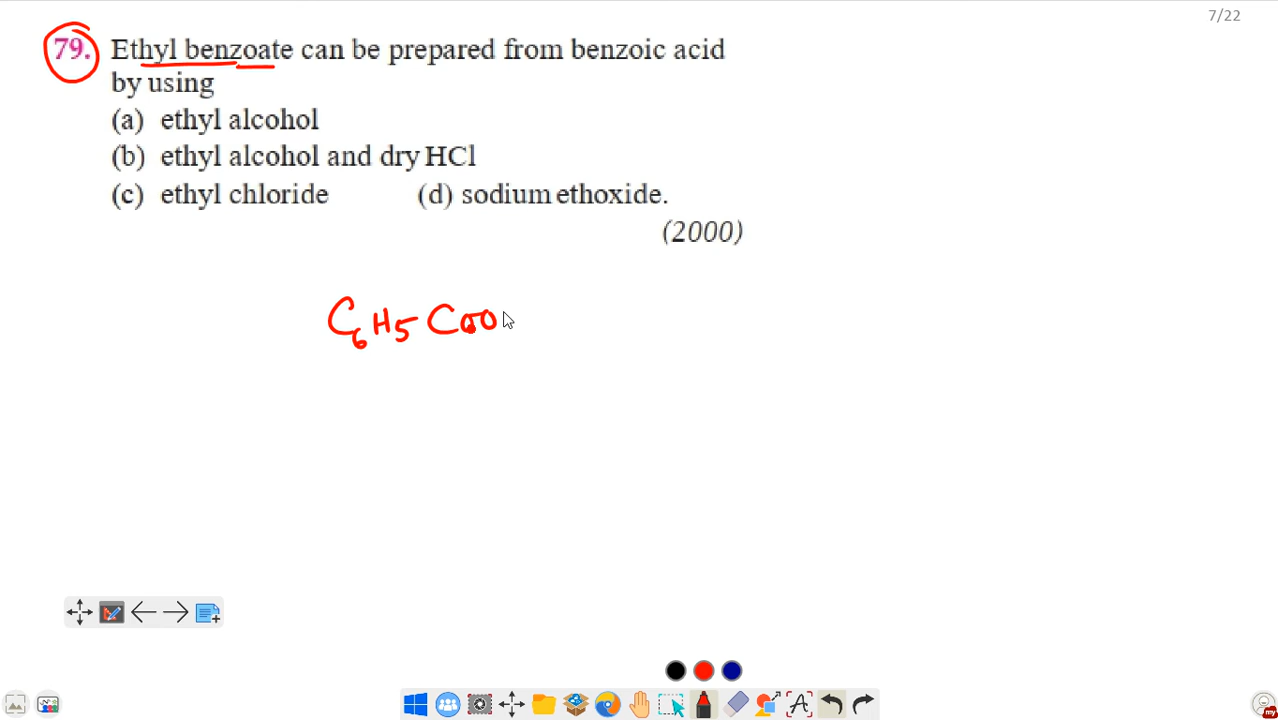 7/22
79. Ethyl benzoate can be prepared from benzoic acid
by using
(a) ethyl alcohol
(b) ethyl alcohol and dry HCl
(c) ethyl chloride (d) sodium ethoxide.
(2000)
C6H5COO